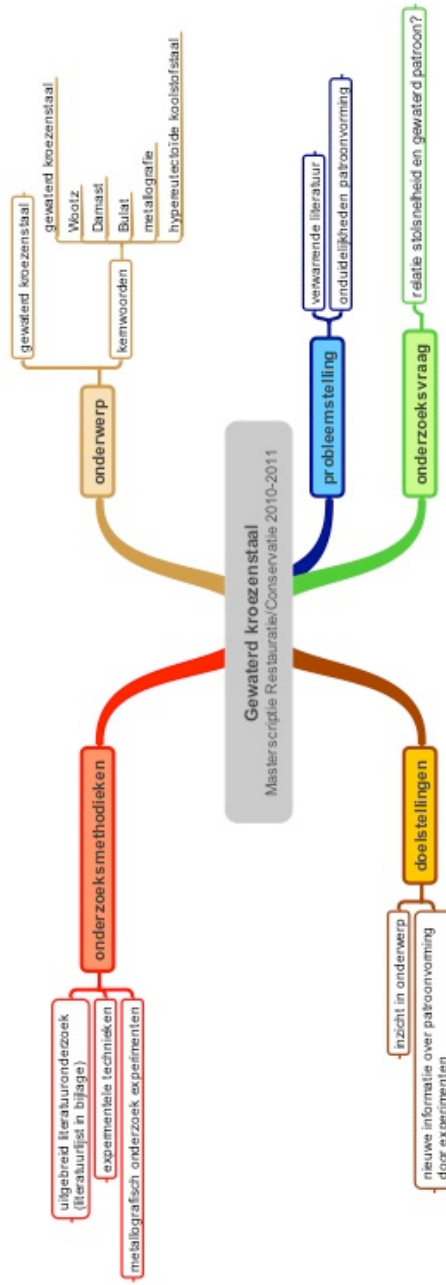 Gewaterd kroezenstaal
Masterscriptie Restauratie/Conservatie 2010-2011
onderwerp
gewaterd kroezenstaal
kernwoorden
gewaterd kroezenstaal
Wootz
Damast
Bulat
metallografie
hypereutectoïde koolstofstaal
probleemstelling
verwarrende literatuur
onduidelijkheden patroonvorming
onderzoeksvraag
relatie stolsnelheid en gewaterd patroon?
onderzoeksmethodieken
uitgebreid literatuuronderzoek
(literatuurlijst in bijlage)
experimentele technieken
metallografisch onderzoek experimenten
doelstellingen
inzicht in onderwerp
nieuwe informatie over patroonvorming
door experimenten